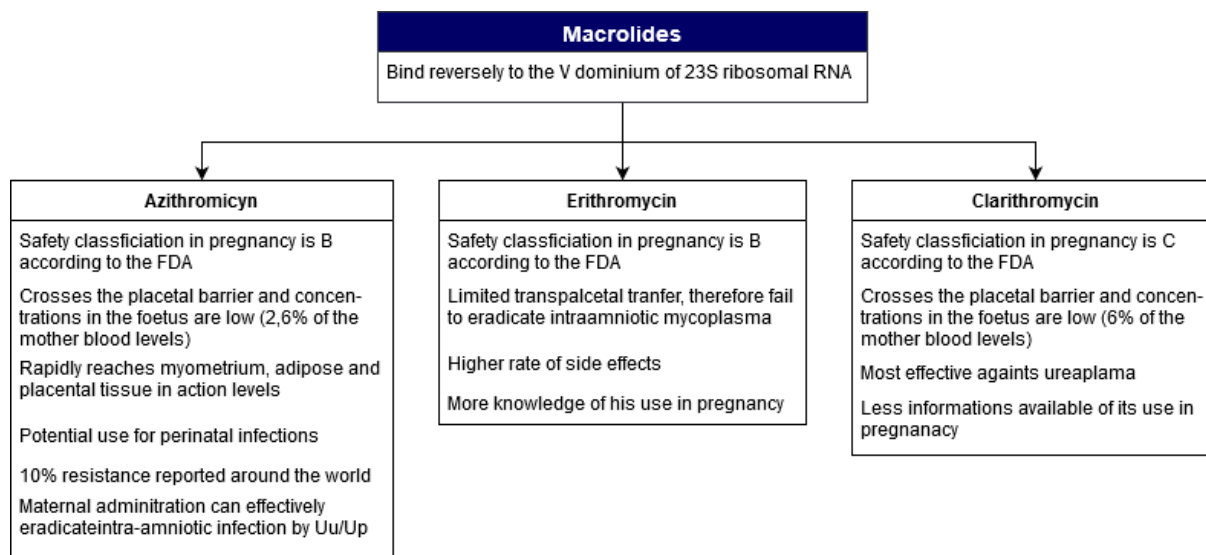 Macrolides
Bind reversely to the V dominium of 23S ribosomal RNA
Azithromicyn
Safety classficiation in pregnancy is B
according to the FDA
Crosses the placetal barrier and concen-
trations in the foetus are low (2,6% of the
mother blood levels)
Rapidly reaches myometrium, adipose and
placental tissue in action levels
Potential use for perinatal infections
10% resistance reported around the world
Maternal adminitration can effectively
eradicateintra-amniotic infection by Uu/Up
Erithromycin
Safety classficiation in pregnancy is B
according to the FDA
Limited transpalcetal tranfer, therefore fail
to eradicate intraamniotic mycoplasma
Higher rate of side effects
More knowledge of his use in pregnancy
Clarithromycin
Safety classficiation in pregnancy is C
according to the FDA
Crosses the placetal barrier and concen-
trations in the foetus are low (6% of the
mother blood levels)
Most effective againts ureaplama
Less informations available of its use in
pregnanacy